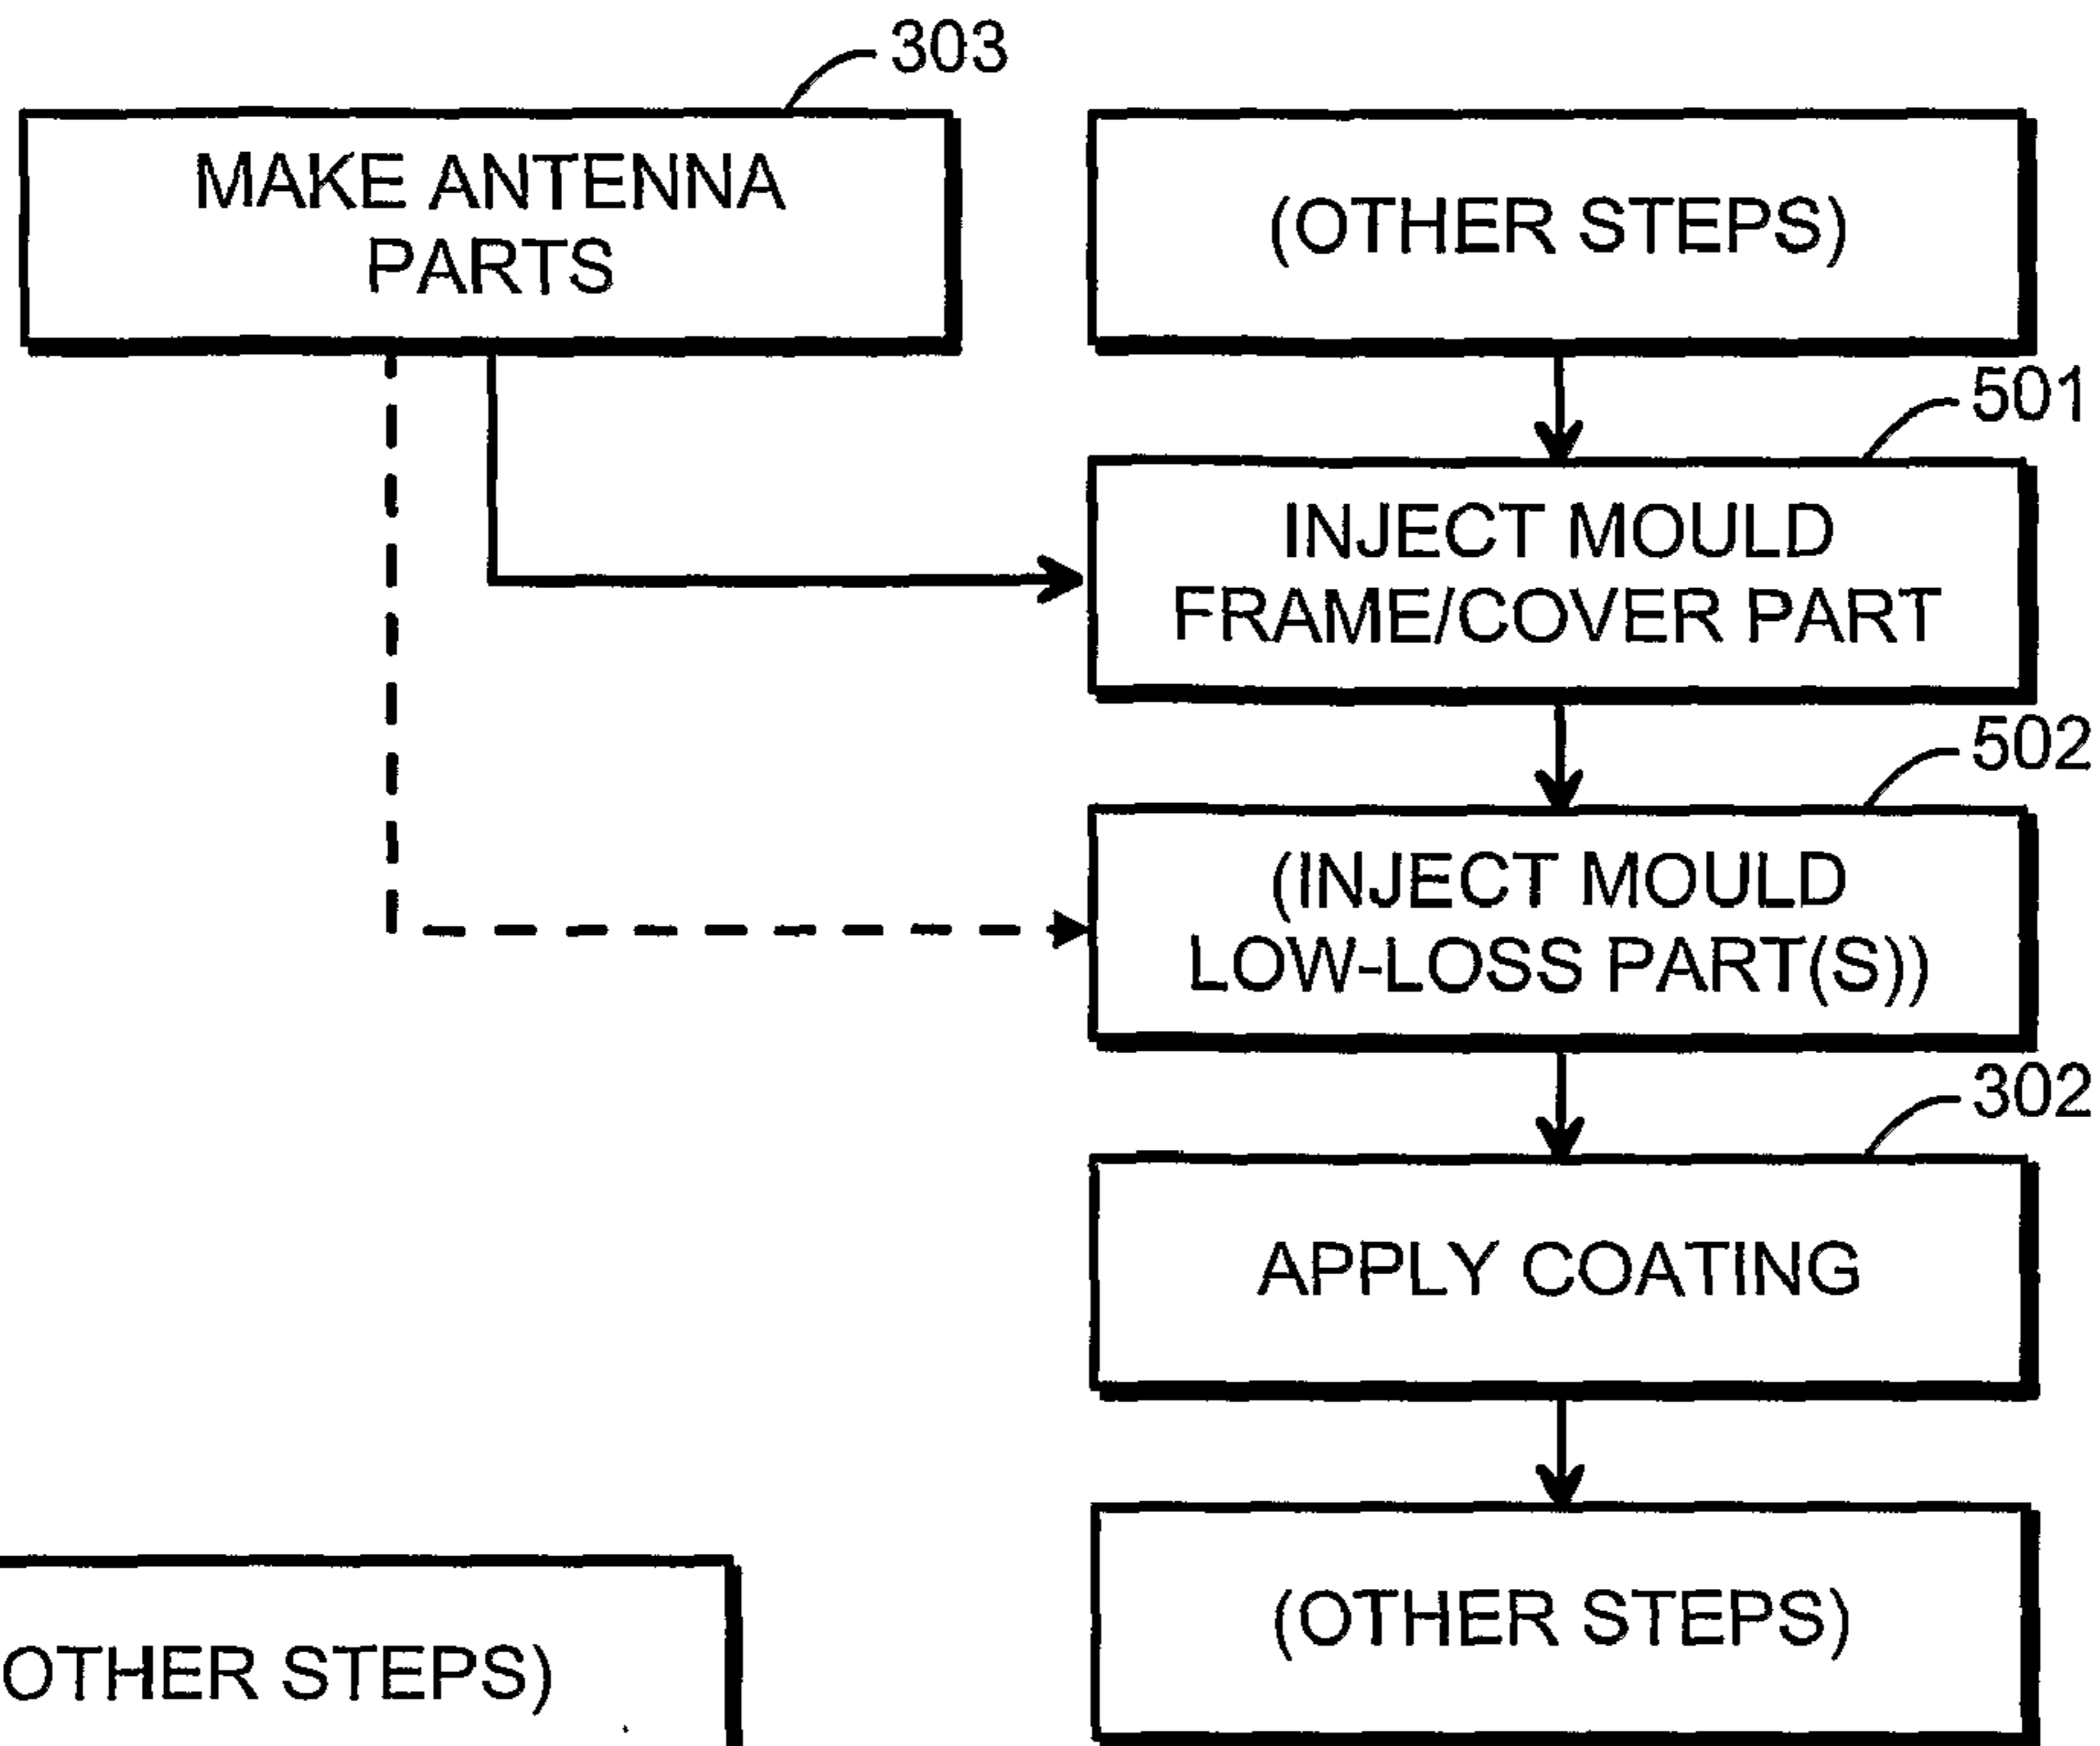 303
MAKE ANTENNA
PARTS
(OTHER STEPS)
501
INJECT MOULD
FRAME/COVER PART
502
(INJECT MOULD
LOW-LOSS PART(S))
302
APPLY COATING
(OTHER STEPS)
OTHER STEPS)